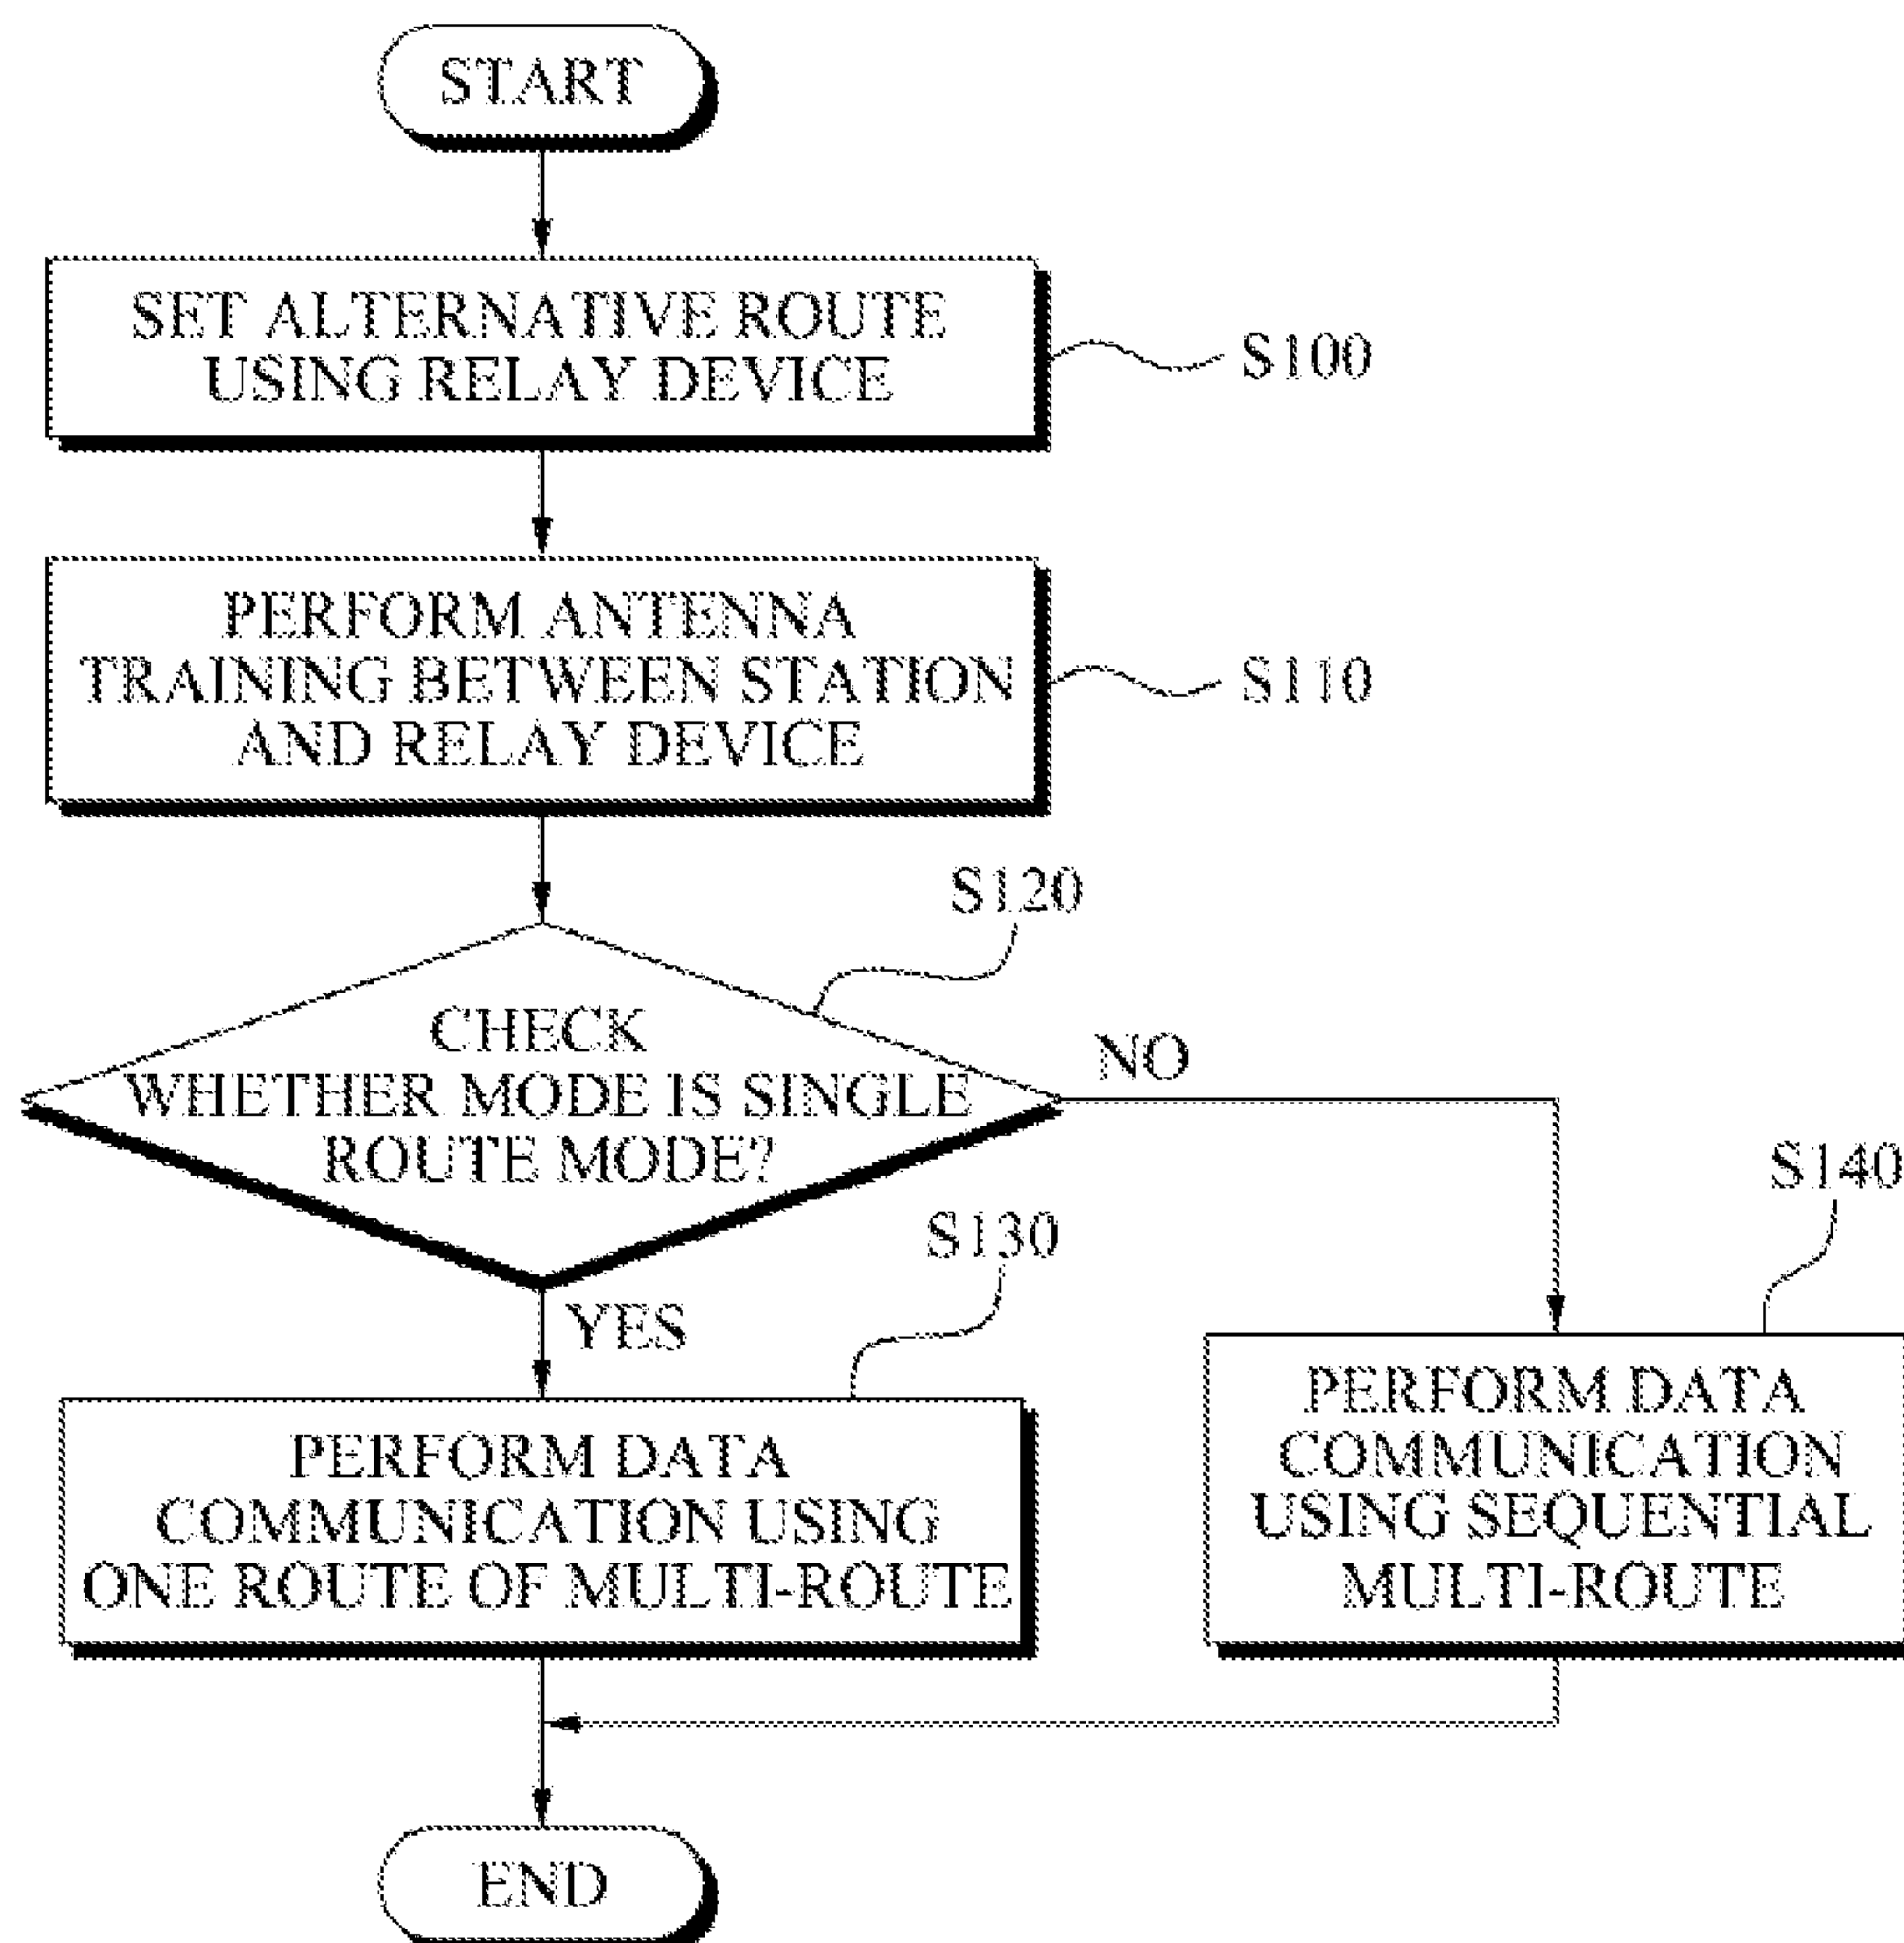 START
SET ALTERNATIVE ROUTE
USING RELAY DEVICE
S100
PERFORM ANTENNA
TRAINING BETWEEN STATION
AND RELAY DEVICE
S110
S120
CHECK
WHETHER MODE IS SINGLE
ROUTE MODE?
NO
YES
S130
PERFORM DATA
COMMUNICATION USING
ONE ROUTE OF MULTI-ROUTE
S140
PERFORM DATA
COMMUNICATION
USING SEQUENTIAL
MULTI-ROUTE
END